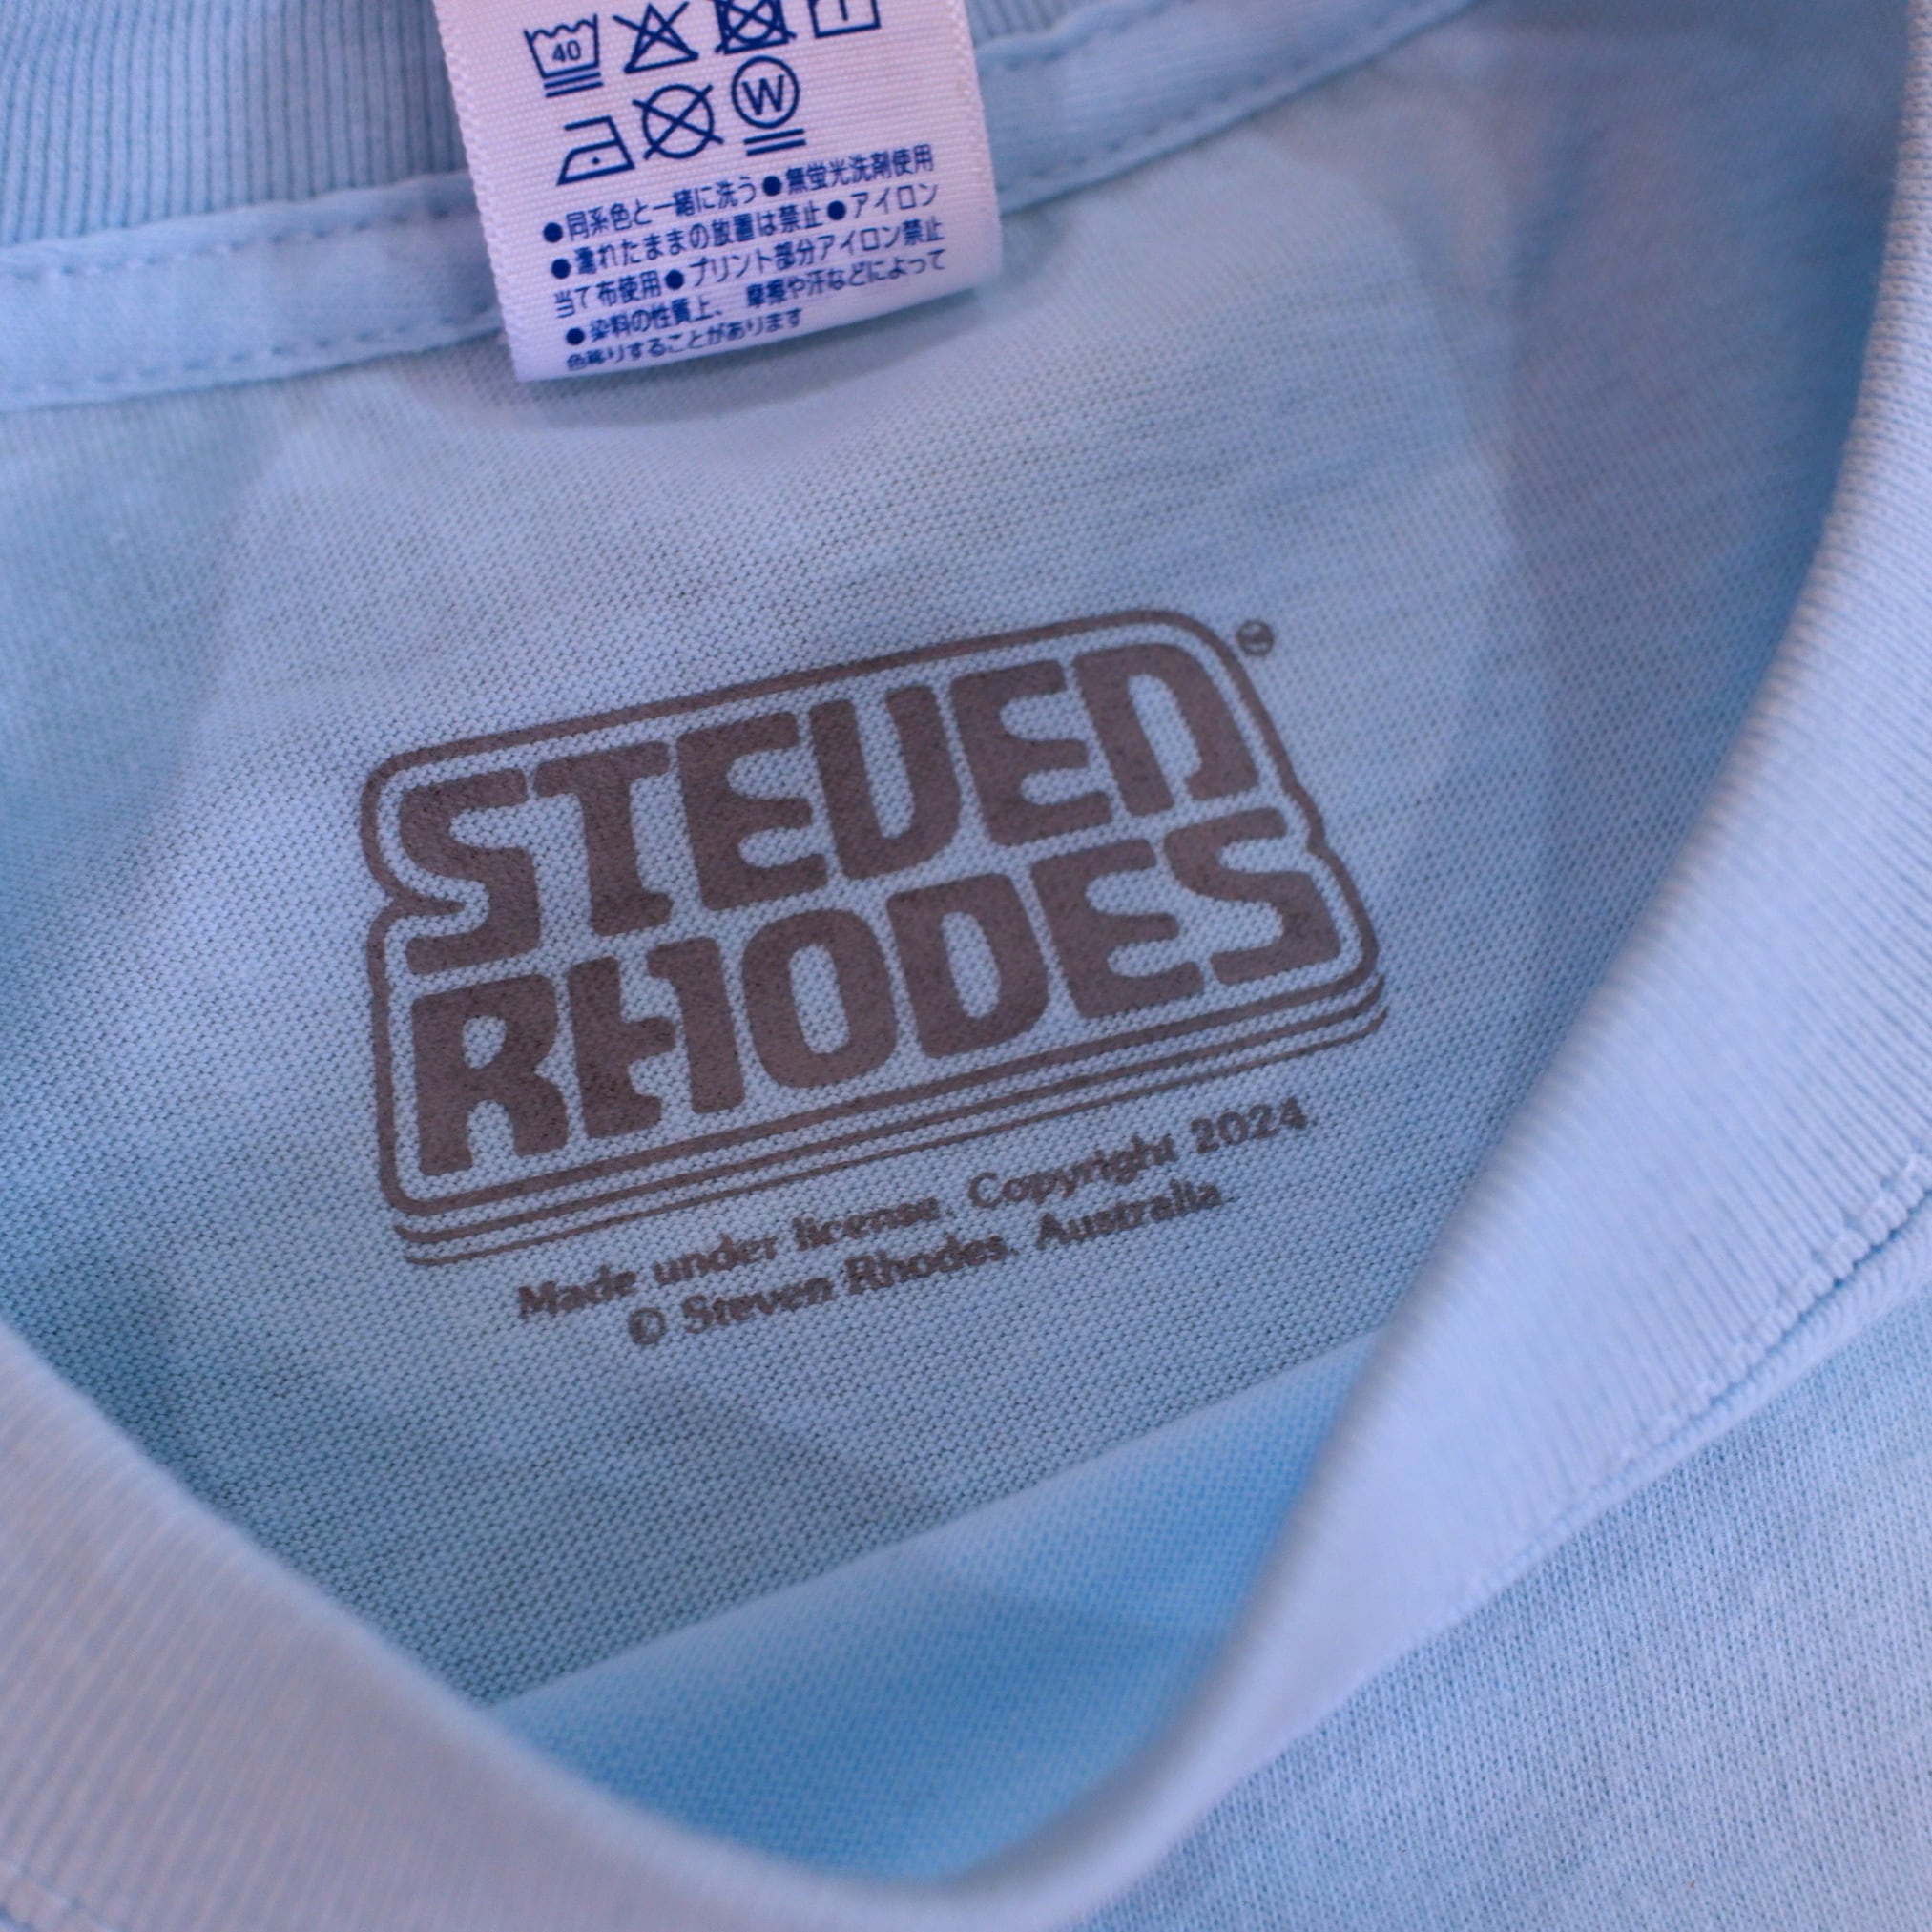 40
W
●同系色と一緒に洗う●無蛍光洗剤使用
●濡れたままの放置は禁止●アイロン
当て布使用●プリント部分アイロン禁止
●染料の性質上、摩擦や汗などによって
色移りすることがあります
STEVEN
RHODES
Made under license. Copyright 2024
© Steven Rhodes. Australia